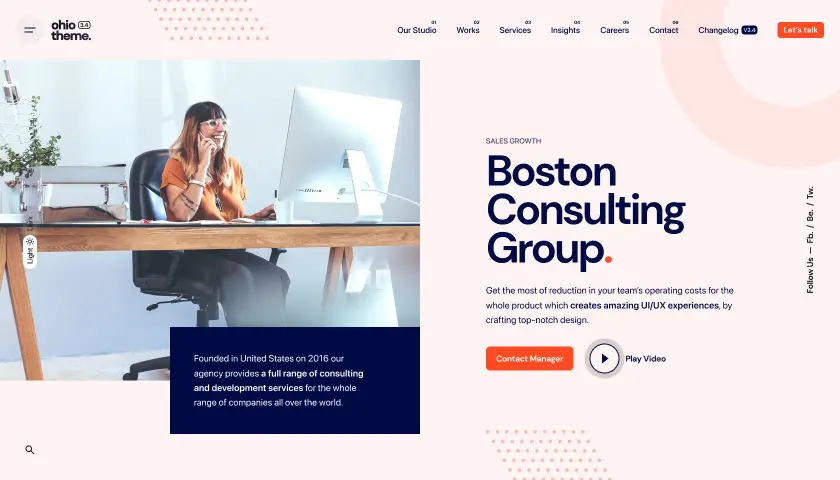 ohio 3.4
theme.
01
Our Studio
02
Works
03
Services
04
Insights
05
Careers
06
Contact
Changelog V3.4
Let's talk
SALES GROWTH
Boston
Consulting
Group.
Get the most of reduction in your team's operating costs for the
whole product which creates amazing UI/UX experiences, by
crafting top-notch design.
Contact Manager
Play Video
Founded in United States on 2016 our
agency provides a full range of consulting
and development services for the whole
range of companies all over the world.
Light
Dark
Follow Us — Fb. / Be. / Tw.